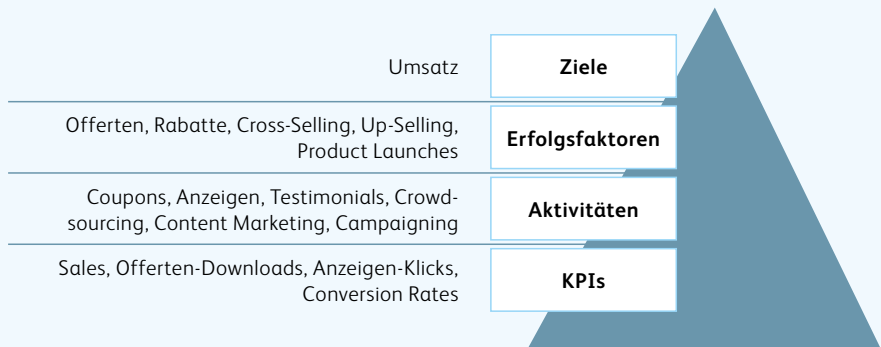 Umsatz
Ziele
Offerten, Rabatte, Cross-Selling, Up-Selling,
Product Launches
Erfolgsfaktoren
Coupons, Anzeigen, Testimonials, Crowd-
sourcing, Content Marketing, Campaigning
Aktivitäten
Sales, Offerten-Downloads, Anzeigen-Klicks,
Conversion Rates
KPIs